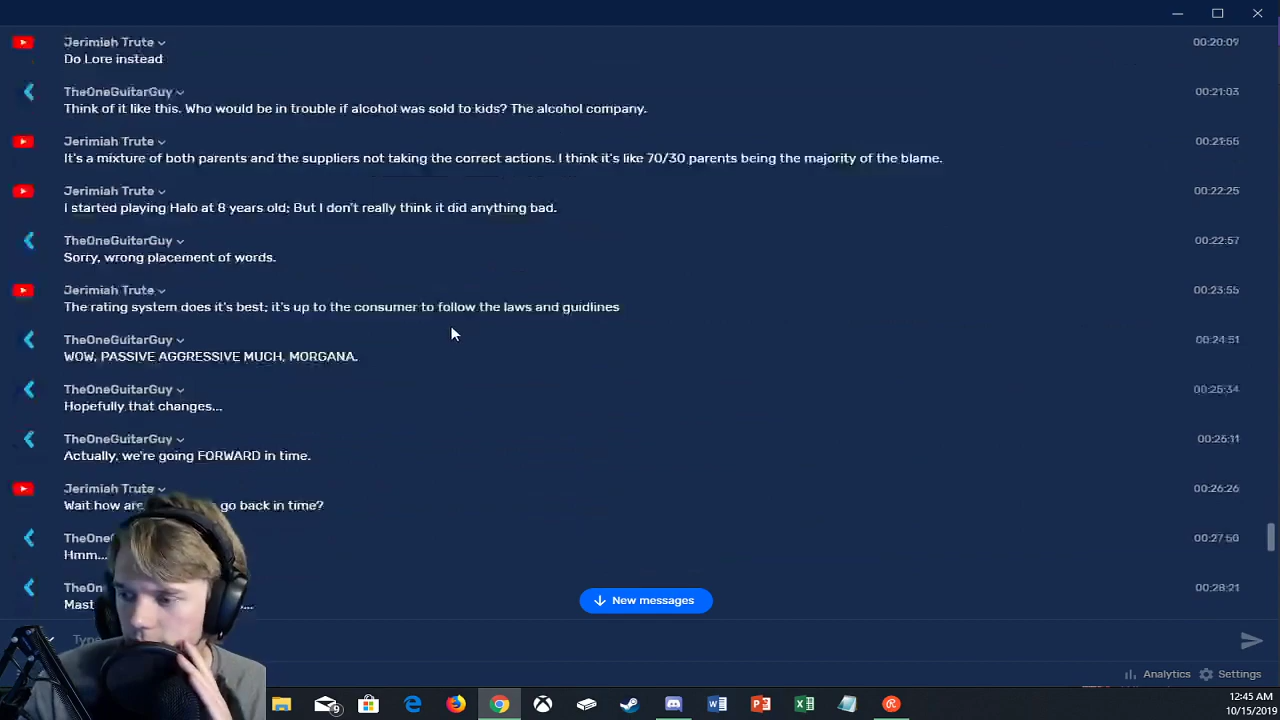 Jerimiah Trute 00:20:09
Do Lore instead
TheOneGuitarGuy 00:21:03
Think of it like this. Who would be in trouble if alcohol was sold to kids? The alcohol company.
Jerimiah Trute 00:21:55
It's a mixture of both parents and the suppliers not taking the correct actions. I think it's like 70/30 parents being the majority of the blame.
Jerimiah Trute 00:22:25
I started playing Halo at 8 years old; But I don't really think it did anything bad.
TheOneGuitarGuy 00:22:57
Sorry, wrong placement of words.
Jerimiah Trute 00:23:55
The rating system does it's best; it's up to the consumer to follow the laws and guidlines
TheOneGuitarGuy 00:24:51
WOW, PASSIVE AGGRESSIVE MUCH, MORGANA.
TheOneGuitarGuy 00:25:34
Hopefully that changes...
TheOneGuitarGuy 00:26:11
Actually, we're going FORWARD in time.
Jerimiah Trute 00:26:26
Wait how are go back in time?
TheOne 00:27:50
Hmm...
TheOne 00:28:21
Mast
New messages
Type
Analytics Settings
9
12:45 AM
10/15/2019